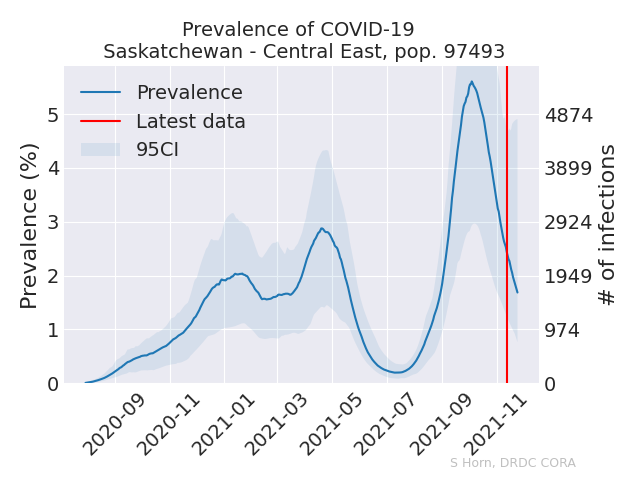 Prevalence of COVID-19
Saskatchewan - Central East, pop. 97493
Prevalence
Latest data
95CI
Prevalence (%)
5
4
3
2
1
0
4874
3899
2924
1949
974
0
# of infections
2020-09
2020-11
2021-01
2021-03
2021-05
2021-07
2021-09
2021-11
S Horn, DRDC CORA